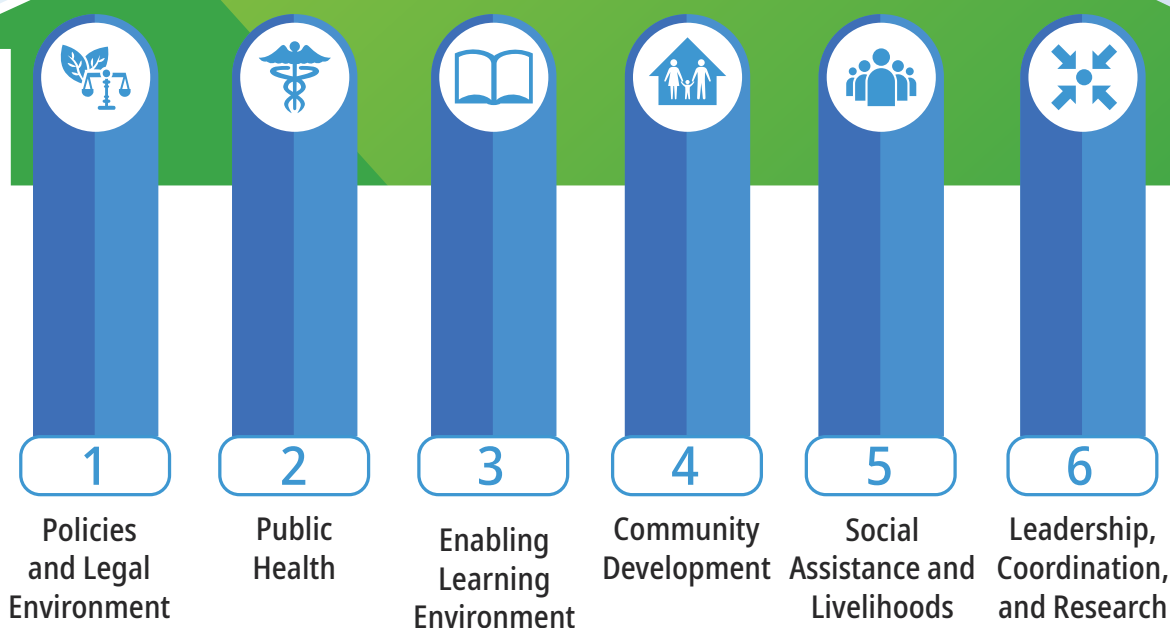 1
Policies
and Legal
Environment
2
Public
Health
3
Enabling
Learning
Environment
4
Community
Development
5
Social
Assistance and
Livelihoods
6
Leadership,
Coordination,
and Research